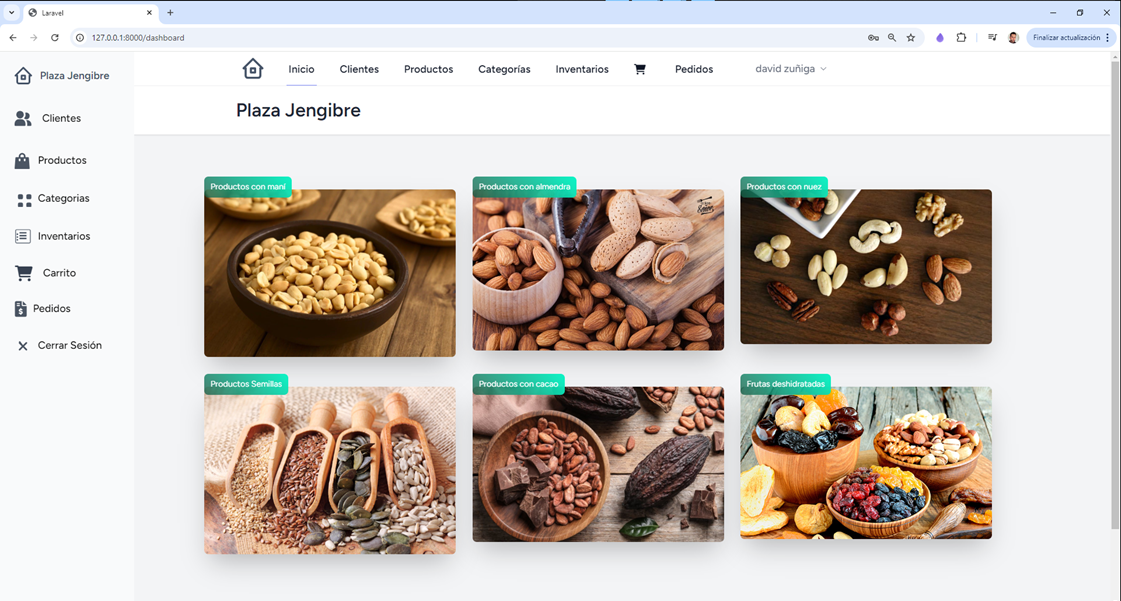 Laravel
127.0.0.1:8000/dashboard
Finalizar actualización
Plaza Jengibre
Clientes
Productos
Categorias
Inventarios
Carrito
Pedidos
Cerrar Sesión
Inicio
Clientes
Productos
Categorías
Inventarios
Pedidos
david zuñiga
Plaza Jengibre
Productos con maní
Productos con almendra
Productos con nuez
Productos Semillas
Productos con cacao
Frutas deshidratadas